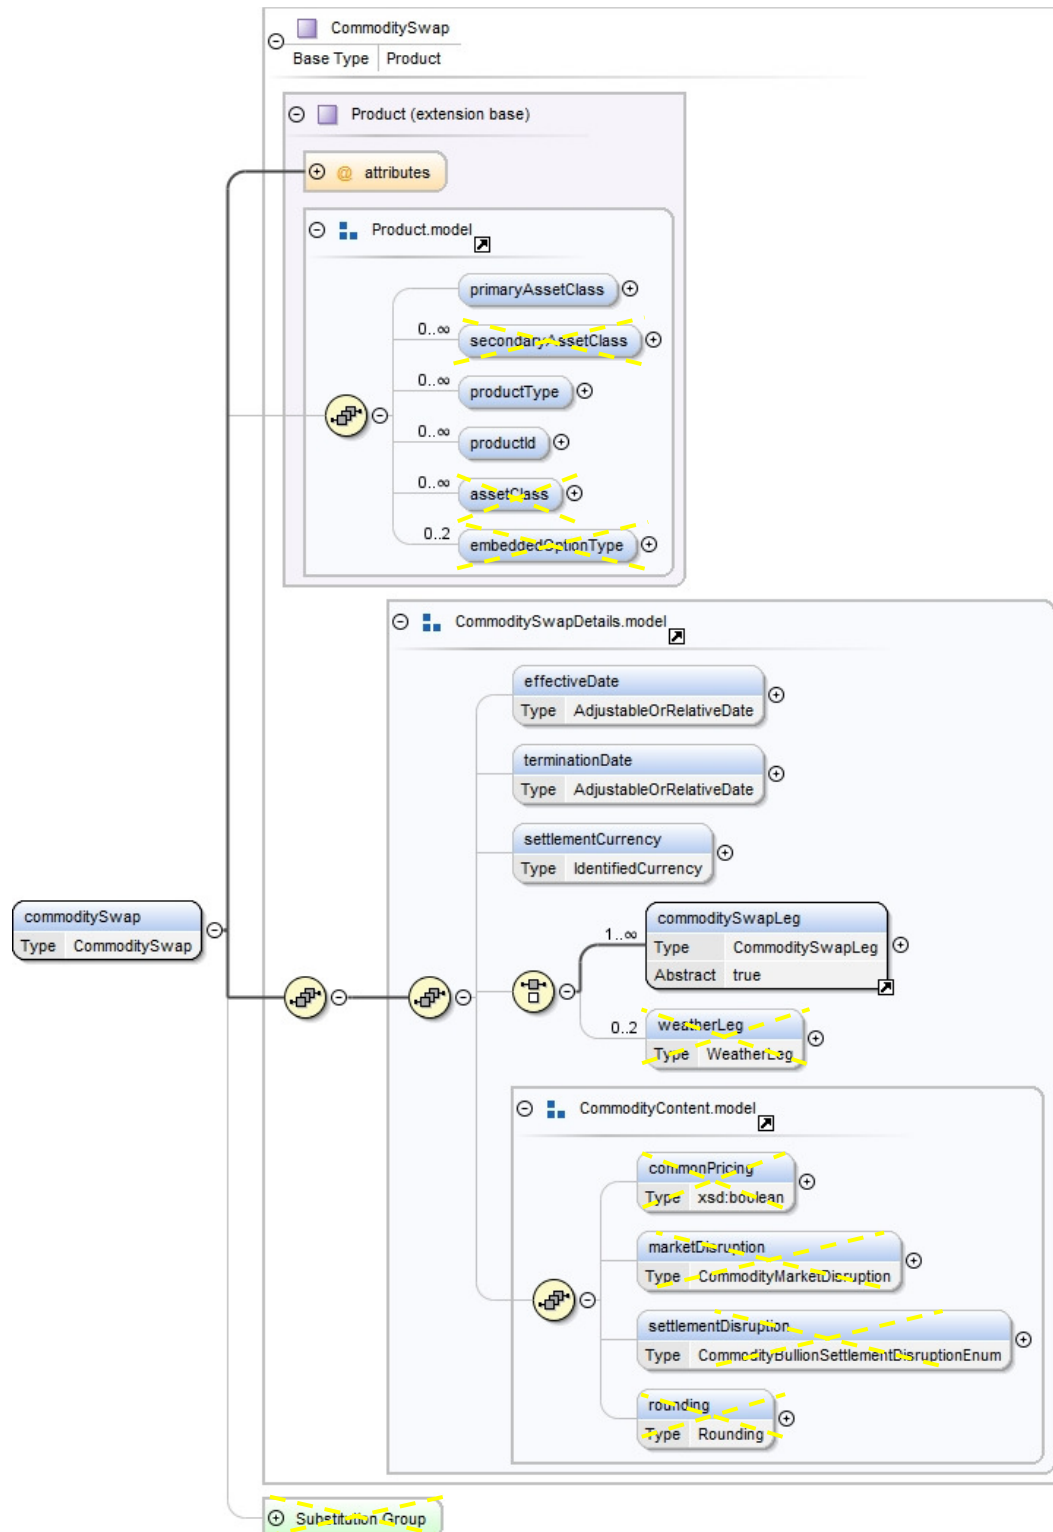 CommoditySwap
Base Type Product
Product (extension base)
@ attributes
Product.model
primaryAssetClass
0..∞
secondaryAssetClass
0..∞
productType
0..∞
productId
0..∞
assetClass
0..2
embeddedOptionType
CommoditySwapDetails.model
effectiveDate
Type AdjustableOrRelativeDate
terminationDate
Type AdjustableOrRelativeDate
settlementCurrency
Type IdentifiedCurrency
commoditySwap
Type CommoditySwap
1..∞
commoditySwapLeg
Type CommoditySwapLeg
Abstract true
0..2
weatherLeg
Type WeatherLeg
CommodityContent.model
commonPricing
Type xsd:boolean
marketDisruption
Type CommodityMarketDisruption
settlementDisruption
Type CommodityBullionSettlementDisruptionEnum
rounding
Type Rounding
Substitution Group